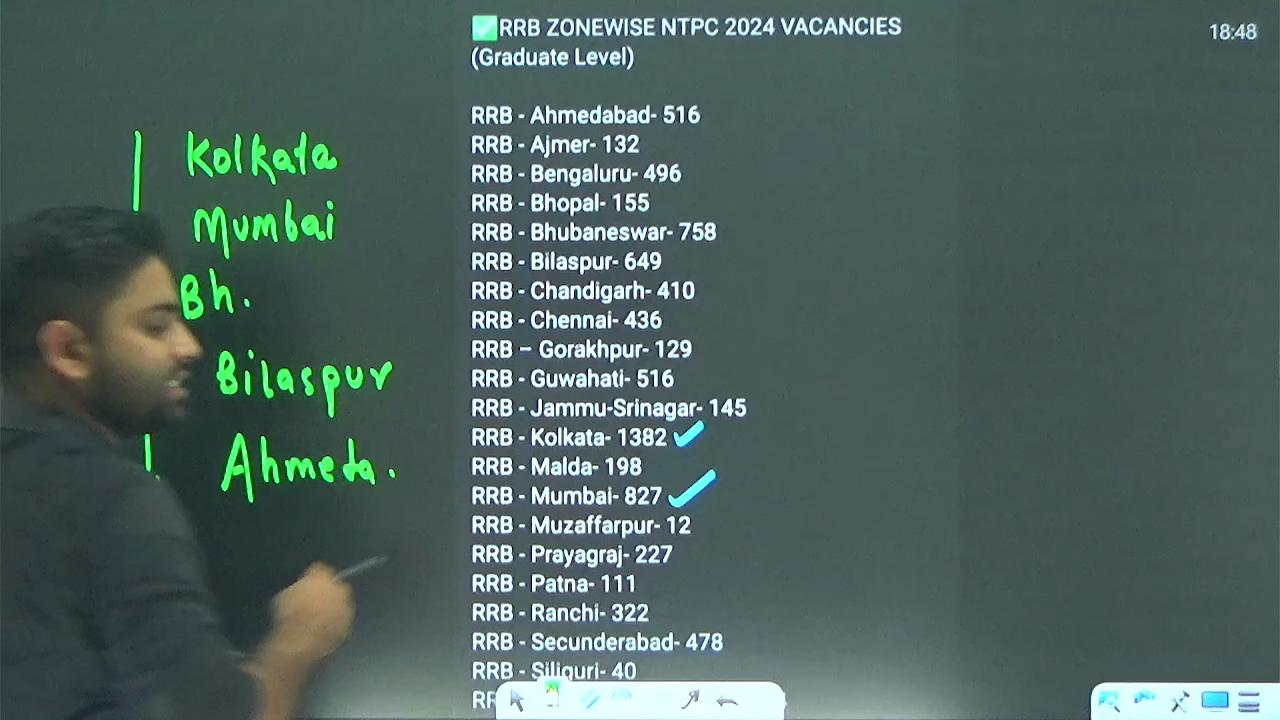 ✅RRB ZONEWISE NTPC 2024 VACANCIES
(Graduate Level)
18:48
RRB - Ahmedabad- 516
RRB - Ajmer- 132
RRB - Bengaluru- 496
RRB - Bhopal- 155
RRB - Bhubaneswar- 758
RRB - Bilaspur- 649
RRB - Chandigarh- 410
RRB - Chennai- 436
RRB – Gorakhpur- 129
RRB - Guwahati- 516
RRB - Jammu-Srinagar- 145
RRB - Kolkata- 1382
RRB - Malda- 198
RRB - Mumbai- 827
RRB - Muzaffarpur- 12
RRB - Prayagraj- 227
RRB - Patna- 111
RRB - Ranchi- 322
RRB - Secunderabad- 478
RRB - Siliguri- 40
Kolkata
Mumbai
Bh.
Bilaspur
Ahmeda.